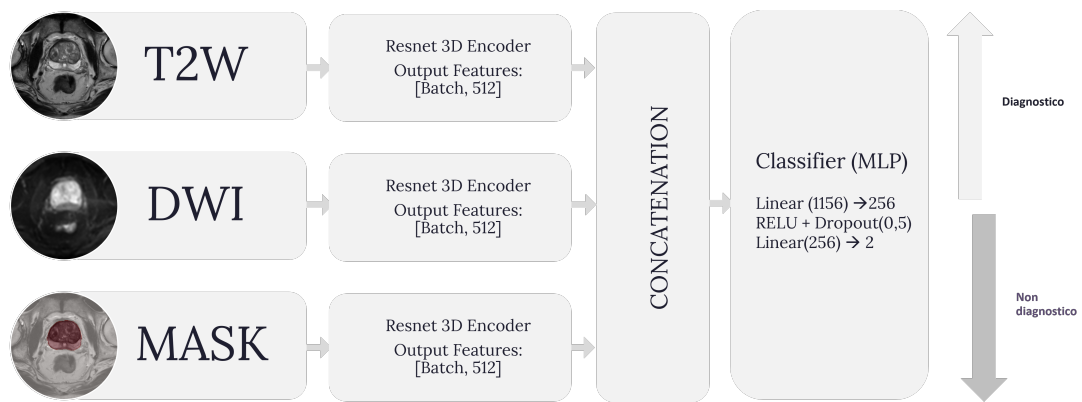 T2W
Resnet 3D Encoder
Output Features:
[Batch, 512]
DWI
Resnet 3D Encoder
Output Features:
[Batch, 512]
MASK
Resnet 3D Encoder
Output Features:
[Batch, 512]
CONCATENATION
Classifier (MLP)
Linear (1156) →256
RELU + Dropout(0,5)
Linear(256) → 2
Diagnostico
Non
diagnostico